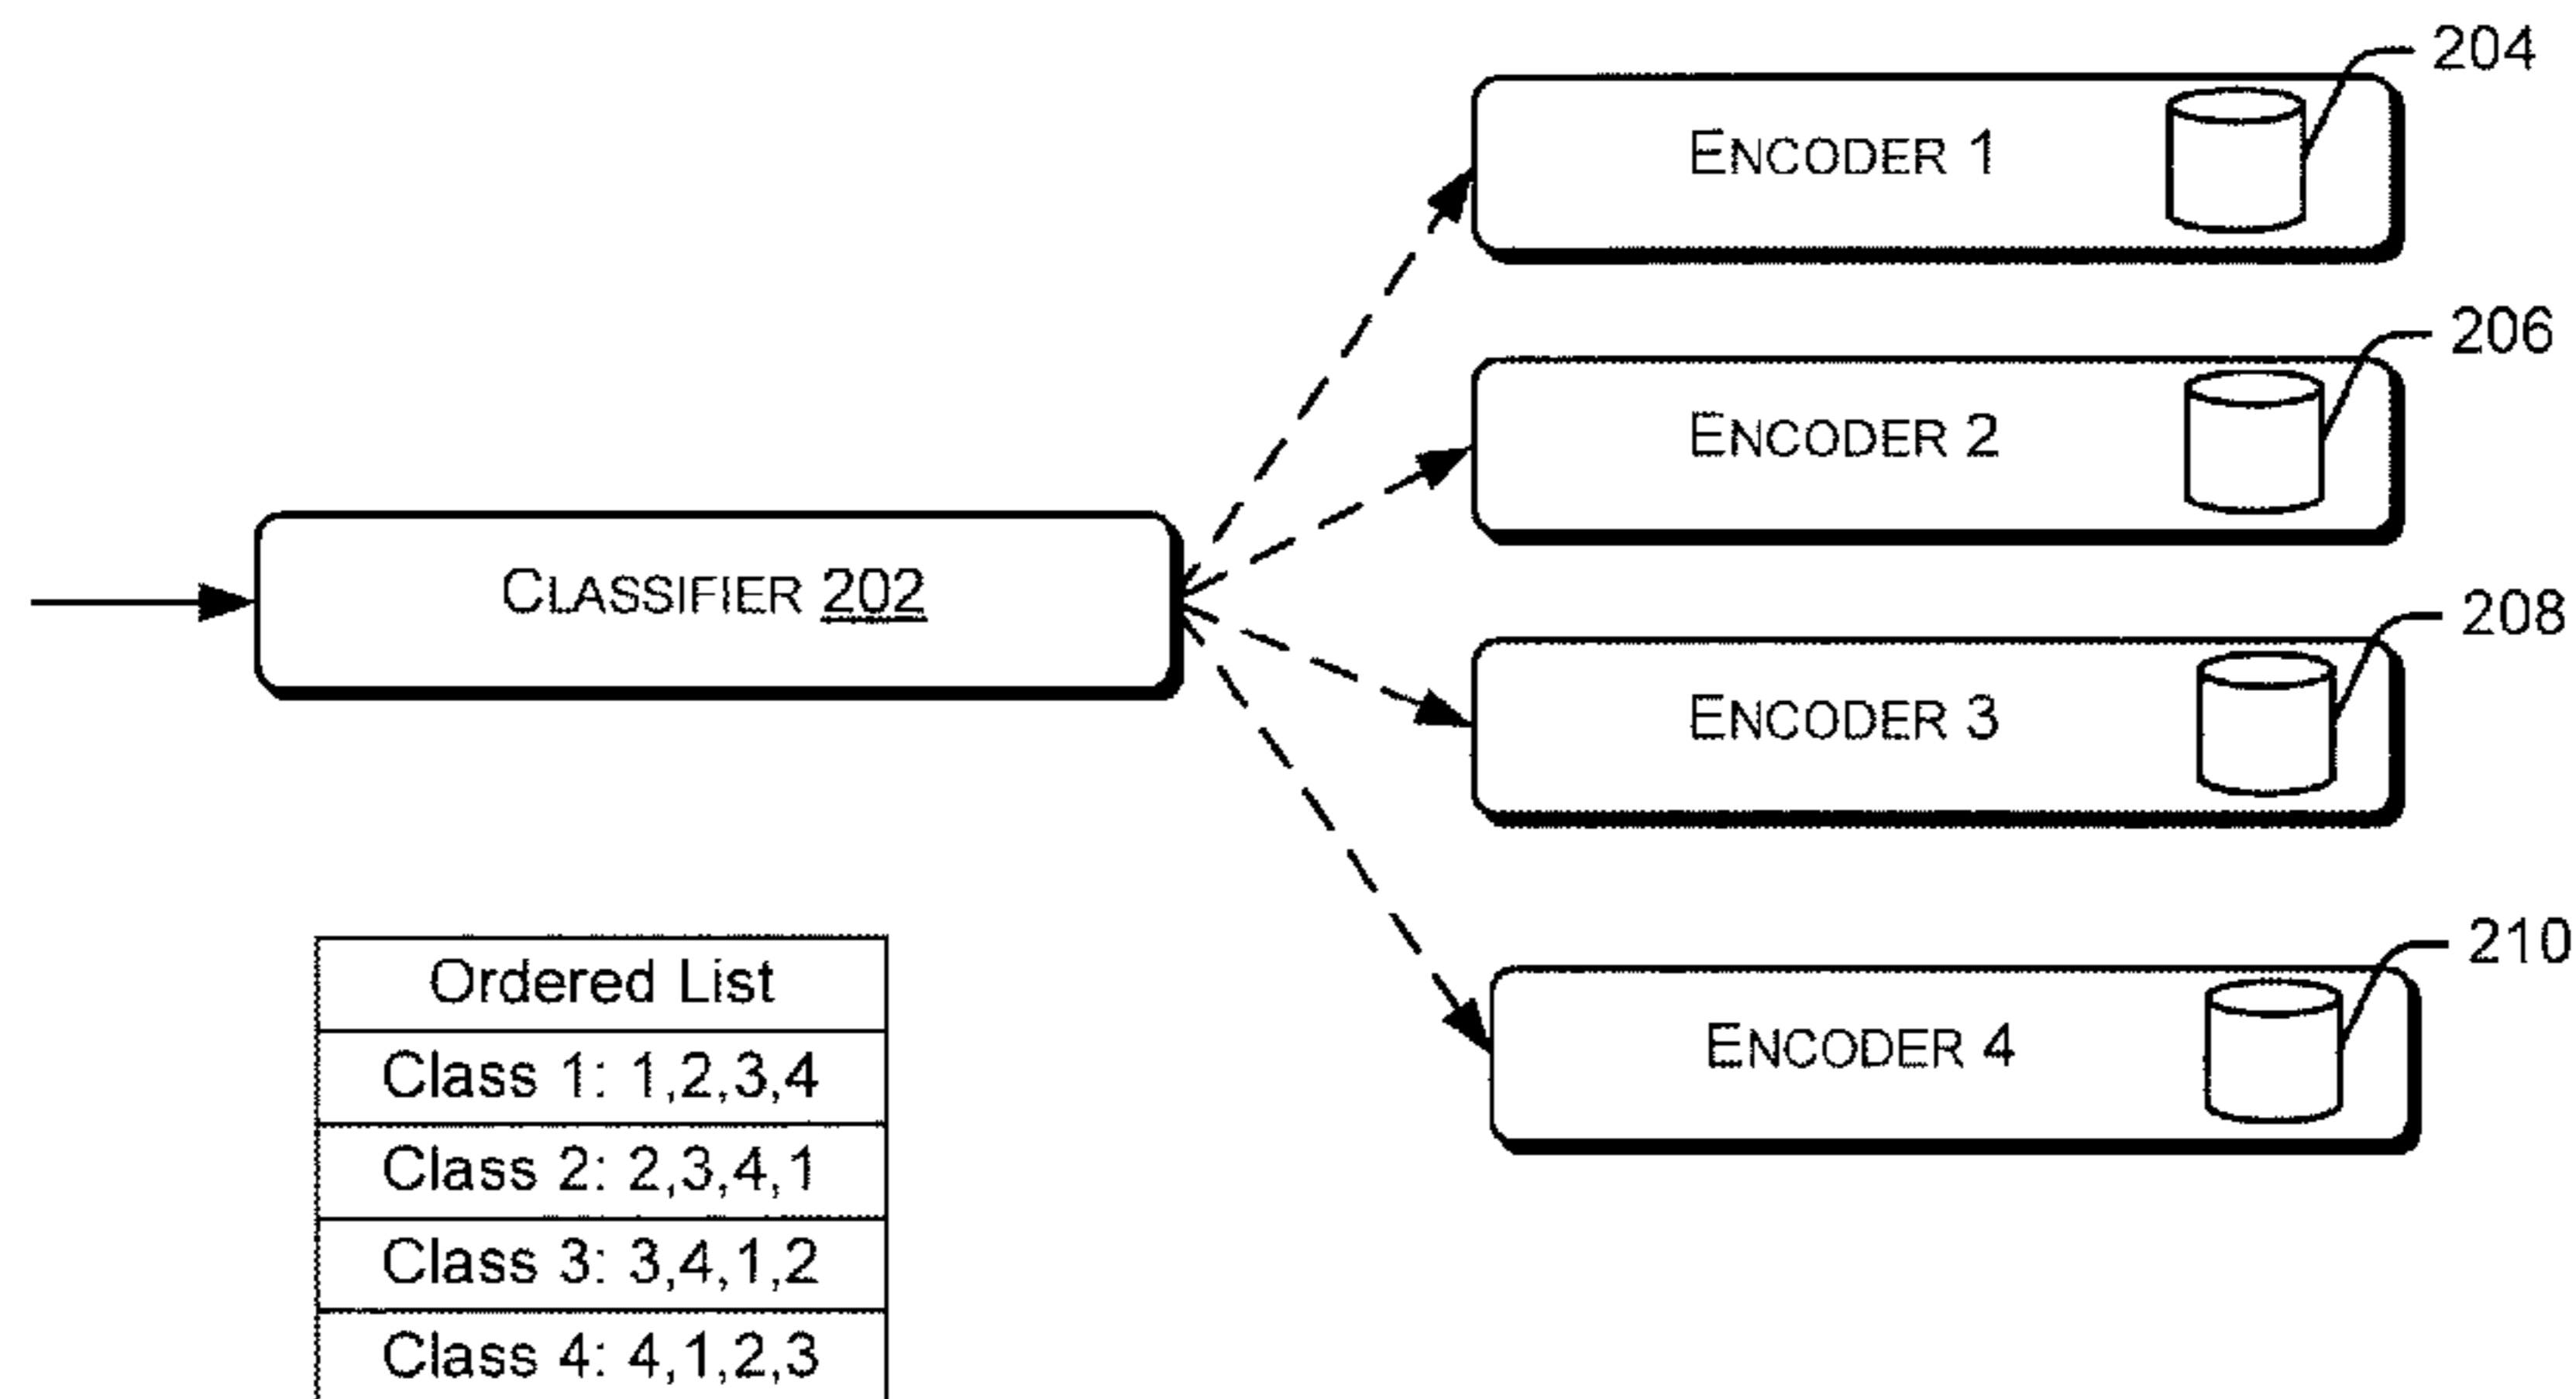 204
ENCODER 1
206
ENCODER 2
CLASSIFIER 202
208
ENCODER 3
210
ENCODER 4
Ordered List
Class 1: 1,2,3,4
Class 2: 2,3,4,1
Class 3: 3,4,1,2
Class 4: 4,1,2,3